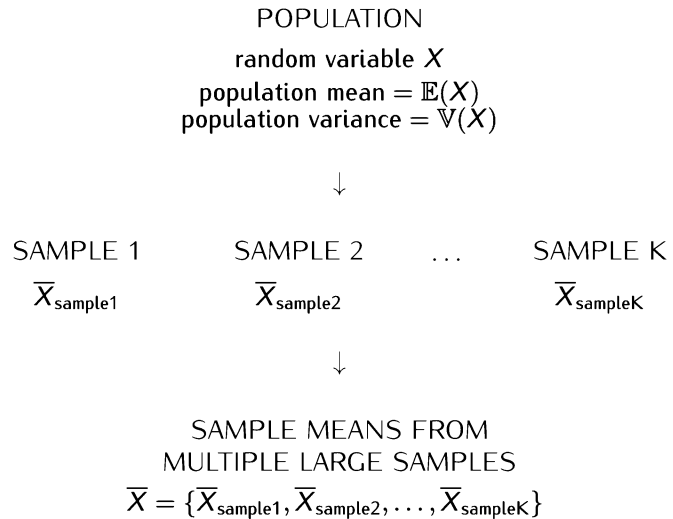 POPULATION
random variable X
population mean = 𝔼(X)
population variance = 𝕍(X)
↓
SAMPLE 1 SAMPLE 2 ... SAMPLE K
X̅sample1 X̅sample2 X̅sampleK
↓
SAMPLE MEANS FROM
MULTIPLE LARGE SAMPLES
X̅ = {X̅sample1, X̅sample2, ..., X̅sampleK}